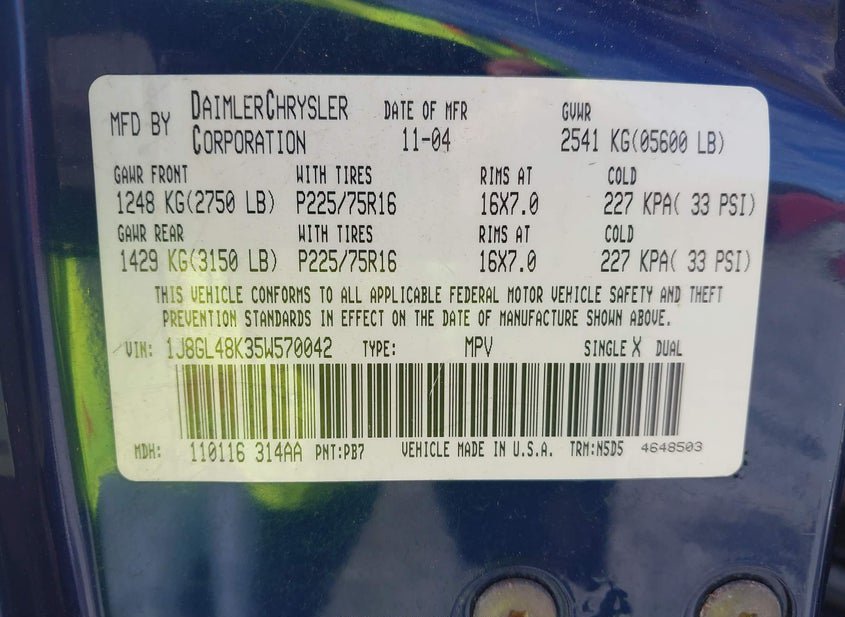 MFD BY DAIMLERCHRYSLER CORPORATION DATE OF MFR 11-04 GVWR 2541 KG(05600 LB)
GAWR FRONT WITH TIRES RIMS AT COLD
1248 KG(2750 LB) P225/75R16 16X7.0 227 KPA( 33 PSI)
GAWR REAR WITH TIRES RIMS AT COLD
1429 KG(3150 LB) P225/75R16 16X7.0 227 KPA( 33 PSI)
THIS VEHICLE CONFORMS TO ALL APPLICABLE FEDERAL MOTOR VEHICLE SAFETY AND THEFT
PREVENTION STANDARDS IN EFFECT ON THE DATE OF MANUFACTURE SHOWN ABOVE.
VIN: 1J8GL48K35W570042 TYPE: MPV SINGLE X DUAL
MDH: 110116 314AA PNT:PB7 VEHICLE MADE IN U.S.A. TRM:N5D5 4648503